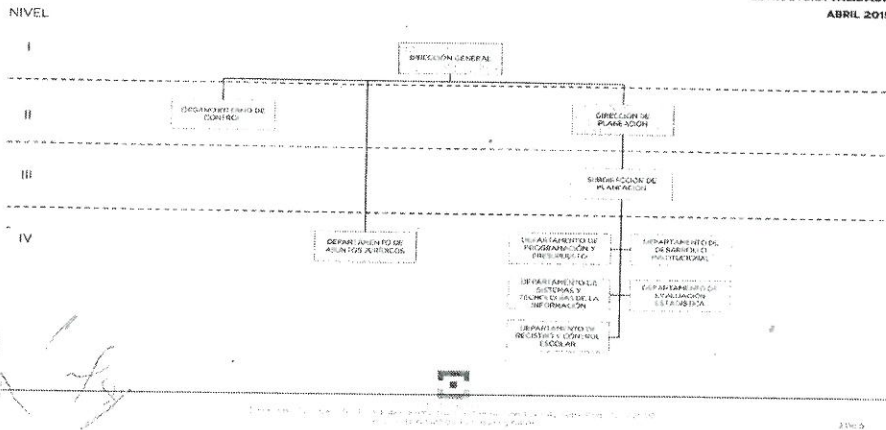 NIVEL
ABRIL 2015
I
DIRECCIÓN GENERAL
II
ÓRGANO INTERNO DE
CONTROL
DIRECCIÓN DE
PLANEACIÓN
III
SUBDIRECCIÓN DE
PLANEACIÓN
IV
DEPARTAMENTO DE
ASUNTOS JURÍDICOS
DEPARTAMENTO DE
PROGRAMACIÓN Y
PRESUPUESTO
DEPARTAMENTO DE
DESARROLLO
INSTITUCIONAL
DEPARTAMENTO DE
SISTEMAS Y
TECNOLOGÍAS DE LA
INFORMACIÓN
DEPARTAMENTO DE
EVALUACIÓN
ESTADÍSTICA
DEPARTAMENTO DE
REGISTRO Y CONTROL
ESCOLAR